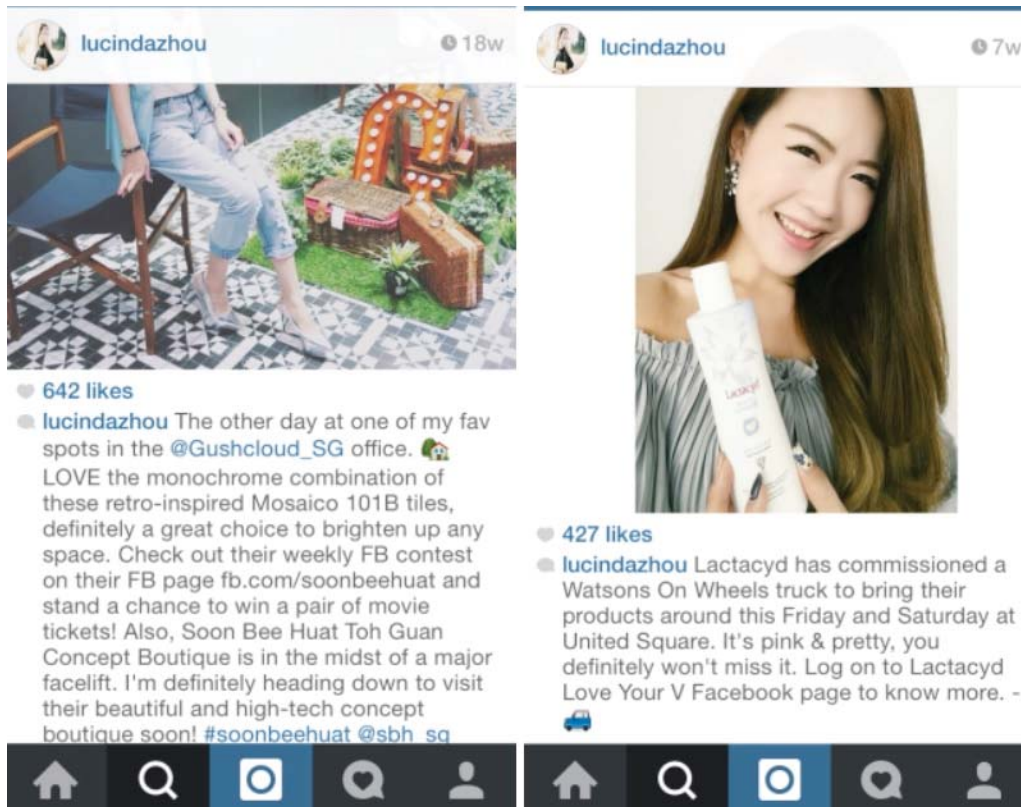 lucindazhou
18w
642 likes
lucindazhou The other day at one of my fav
spots in the @Gushcloud_SG office. 🏡
LOVE the monochrome combination of
these retro-inspired Mosaico 101B tiles,
definitely a great choice to brighten up any
space. Check out their weekly FB contest
on their FB page fb.com/soonbeehuat and
stand a chance to win a pair of movie
tickets! Also, Soon Bee Huat Toh Guan
Concept Boutique is in the midst of a major
facelift. I'm definitely heading down to visit
their beautiful and high-tech concept
boutique soon! #soonbeehuat @sbh_sg
lucindazhou
7w
Lactacyd
427 likes
lucindazhou Lactacyd has commissioned a
Watsons On Wheels truck to bring their
products around this Friday and Saturday at
United Square. It's pink & pretty, you
definitely won't miss it. Log on to Lactacyd
Love Your V Facebook page to know more. -
🚙